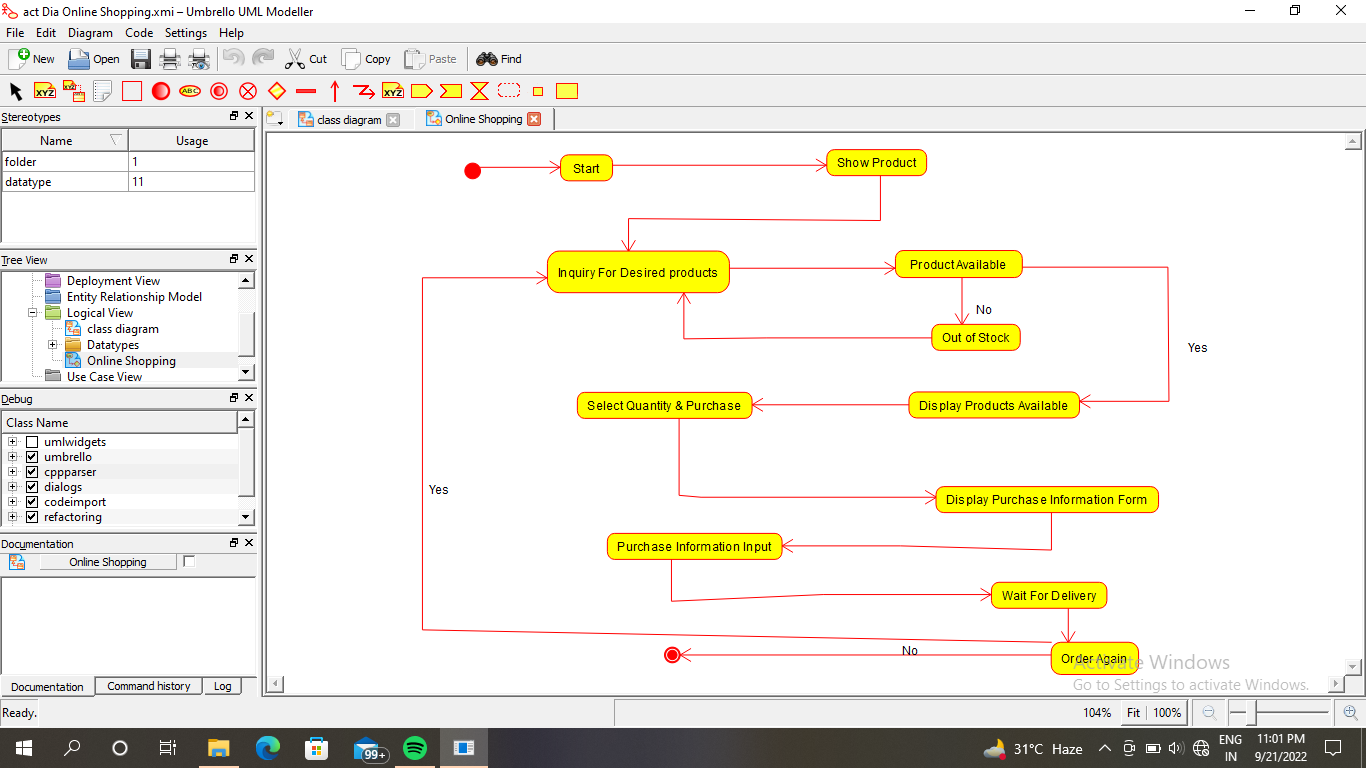 act Dia Online Shopping.xmi – Umbrello UML Modeller
File Edit Diagram Code Settings Help
New Open Cut Copy Paste Find
XYZ XYZ ABC XYZ
Stereotypes
Name Usage
folder 1
datatype 11
Tree View
Deployment View
Entity Relationship Model
Logical View
class diagram
Datatypes
Online Shopping
Use Case View
Debug
Class Name
umlwidgets
umbrello
cppparser
dialogs
codeimport
refactoring
Documentation
Online Shopping
Documentation Command history Log
class diagram Online Shopping
Start
Show Product
Inquiry For Desired products
Product Available
No
Out of Stock
Yes
Select Quantity & Purchase
Display Products Available
Yes
Display Purchase Information Form
Purchase Information Input
Wait For Delivery
No
Order Again
Activate Windows
Go to Settings to activate Windows.
Ready.
104% Fit 100%
99+
31°C Haze
ENG
IN
11:01 PM
9/21/2022